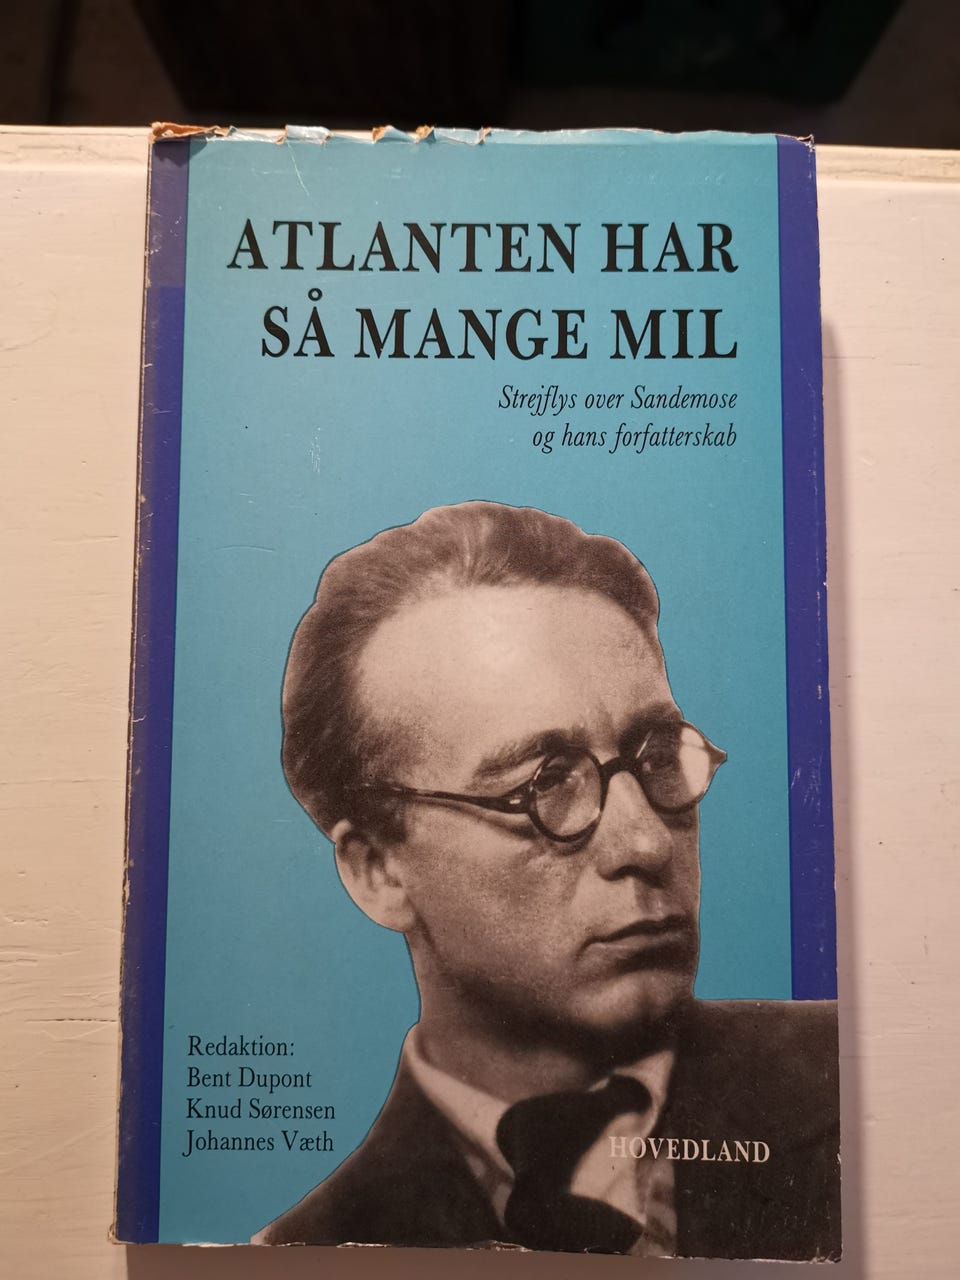 ATLANTEN HAR
SÅ MANGE MIL
Strejflys over Sandemose
og hans forfatterskab
Redaktion:
Bent Dupont
Knud Sørensen
Johannes Væth
HOVEDLAND